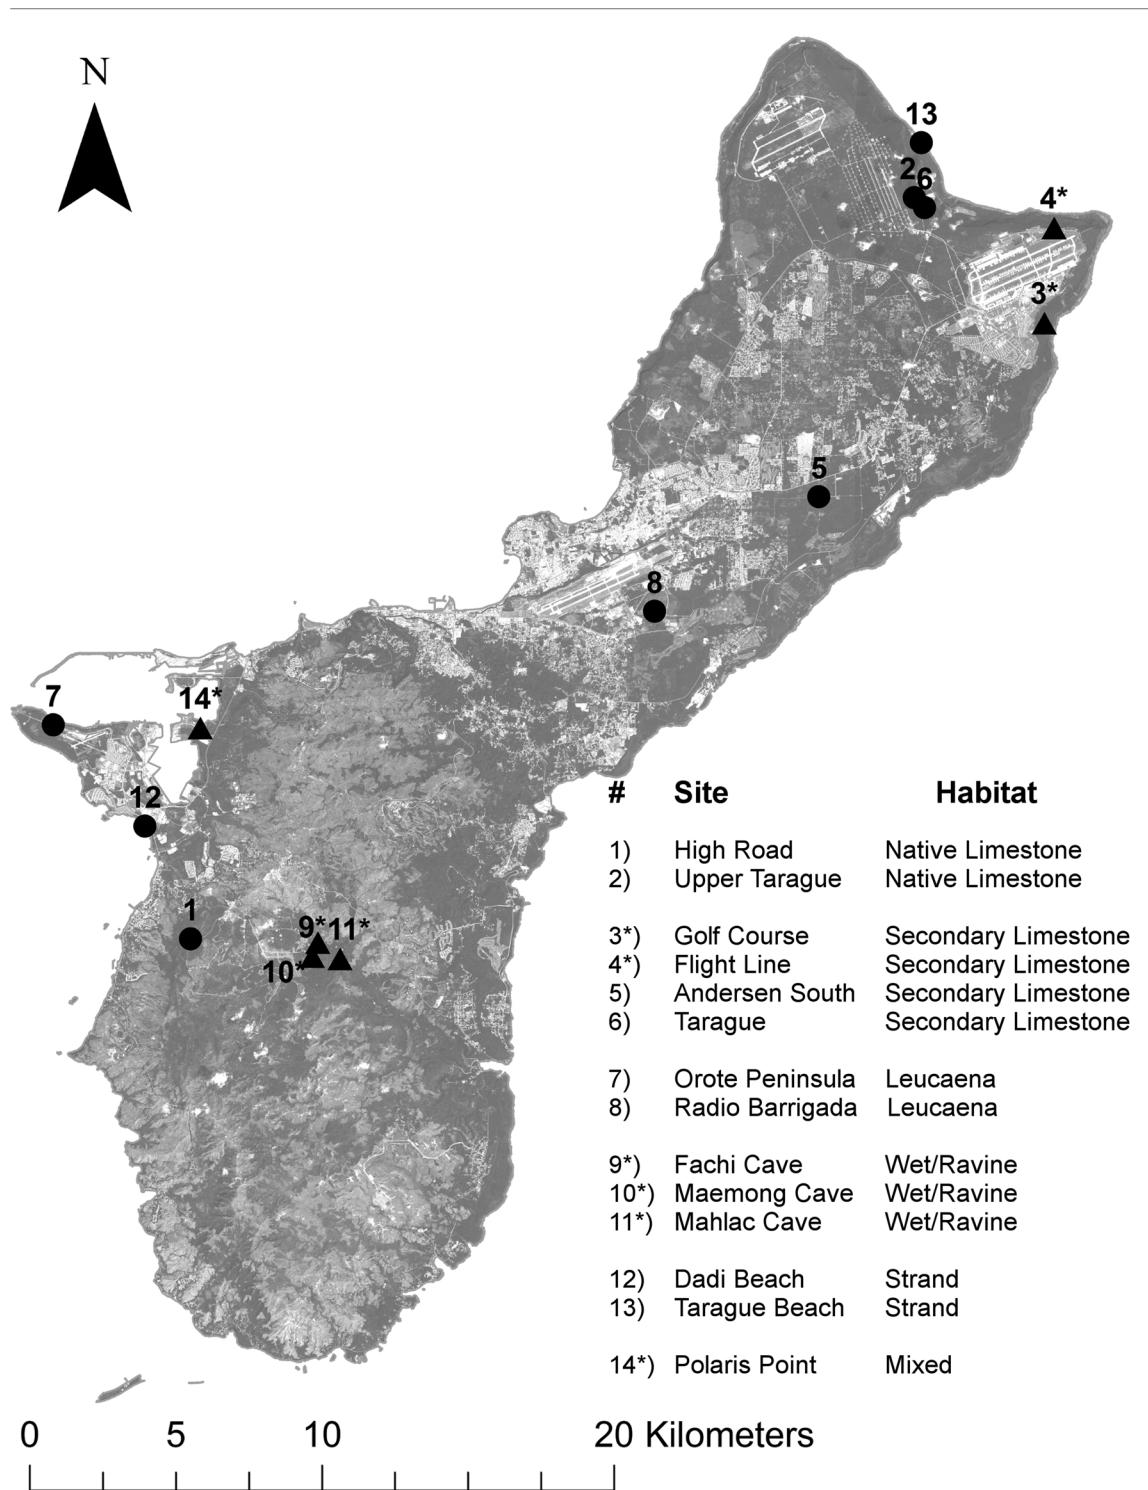 N
13
2
6
4*
3*
5
8
7
14*
12
1
9*
11*
10*
# Site Habitat
1) High Road Native Limestone
2) Upper Tarague Native Limestone
3*) Golf Course Secondary Limestone
4*) Flight Line Secondary Limestone
5) Andersen South Secondary Limestone
6) Tarague Secondary Limestone
7) Orote Peninsula Leucaena
8) Radio Barrigada Leucaena
9*) Fachi Cave Wet/Ravine
10*) Maemong Cave Wet/Ravine
11*) Mahlac Cave Wet/Ravine
12) Dadi Beach Strand
13) Tarague Beach Strand
14*) Polaris Point Mixed
0 5 10 20 Kilometers